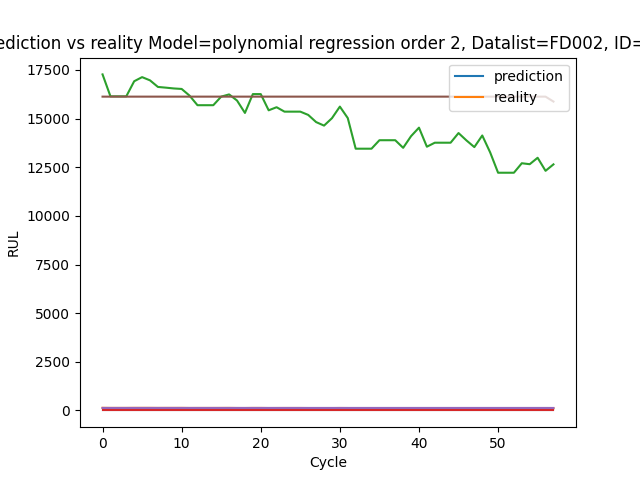 vs reality Model=polynomial regression order 2, Datalist=FD002, ID=
prediction
reality
17500
15000
12500
10000
7500
5000
2500
0
RUL
0 10 20 30 40 50
Cycle